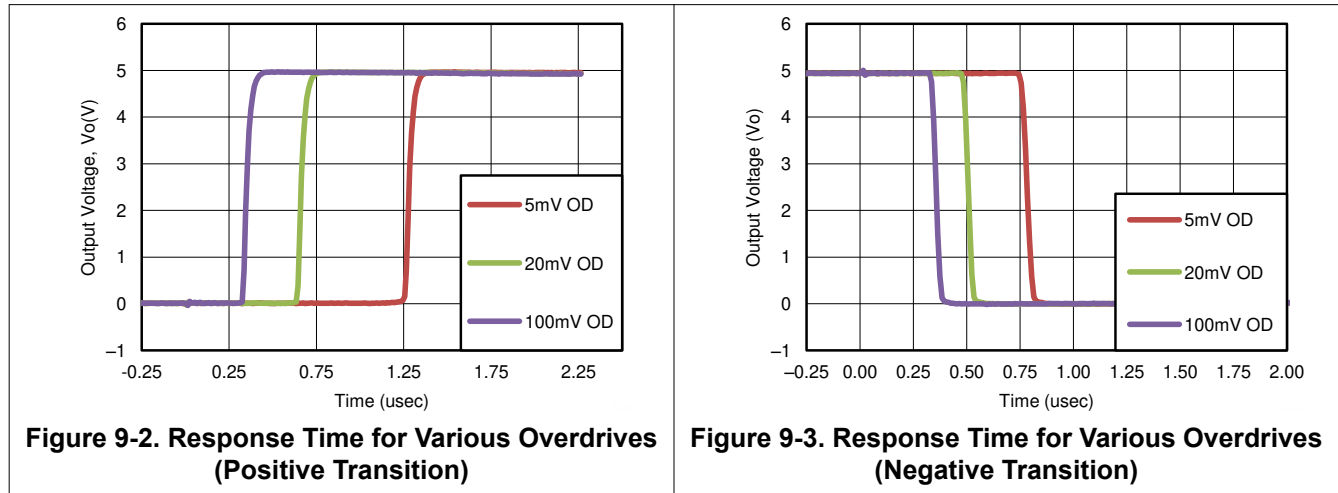 6
5
4
3
2
1
0
–1
Output Voltage, Vo(V)
5mV OD
20mV OD
100mV OD
-0.25 0.25 0.75 1.25 1.75 2.25
Time (usec)
Figure 9-2. Response Time for Various Overdrives
(Positive Transition)
6
5
4
3
2
1
0
–1
Output Voltage (Vo)
5mV OD
20mV OD
100mV OD
–0.25 0.00 0.25 0.50 0.75 1.00 1.25 1.50 1.75 2.00
Time (usec)
Figure 9-3. Response Time for Various Overdrives
(Negative Transition)